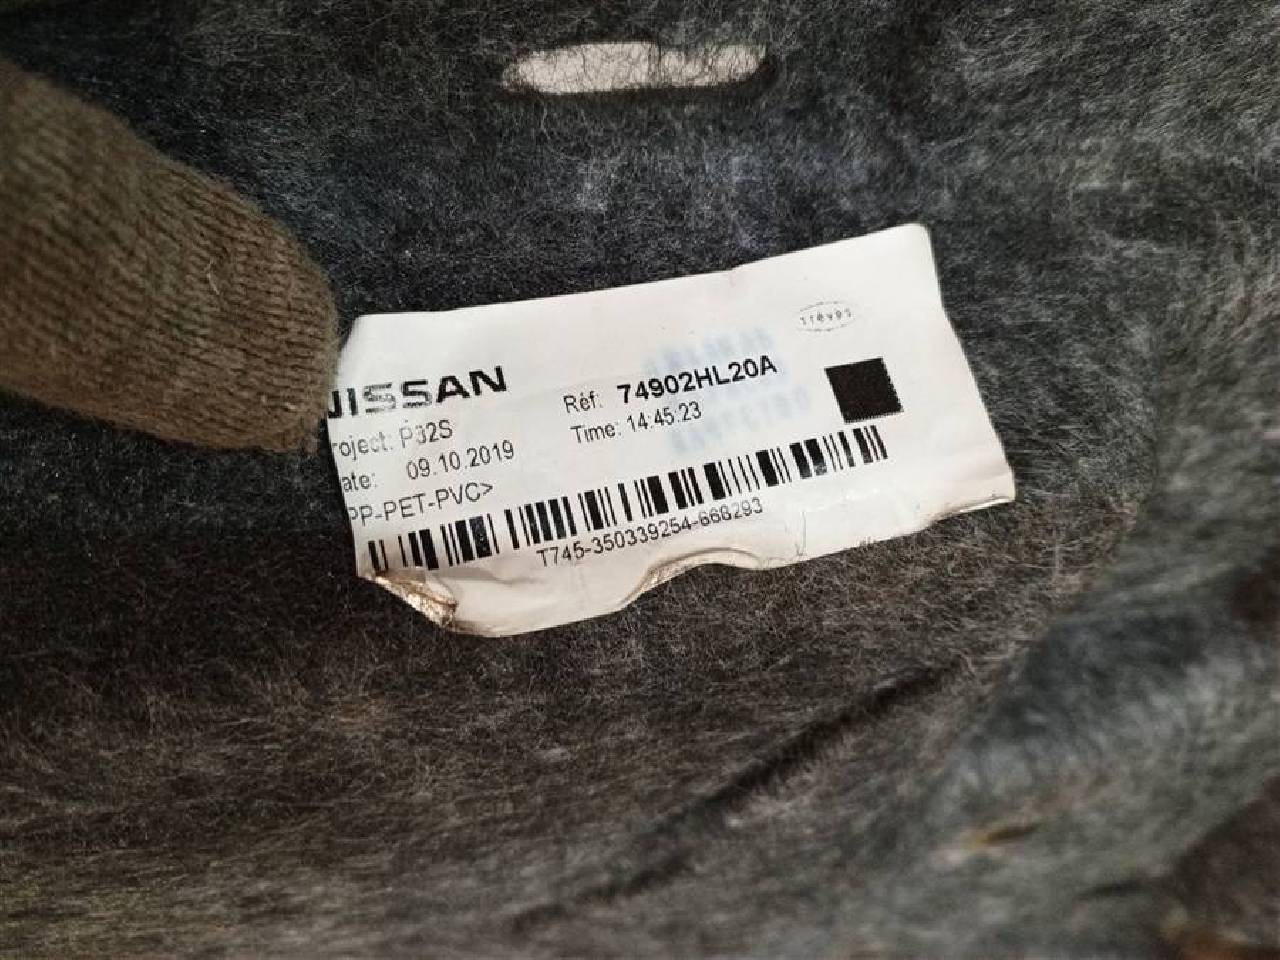 trèves
NISSAN
Réf: 74902HL20A
roject: P32S
Time: 14:45:23
ate: 09.10.2019
PP-PET-PVC>
T745-350339254-668293